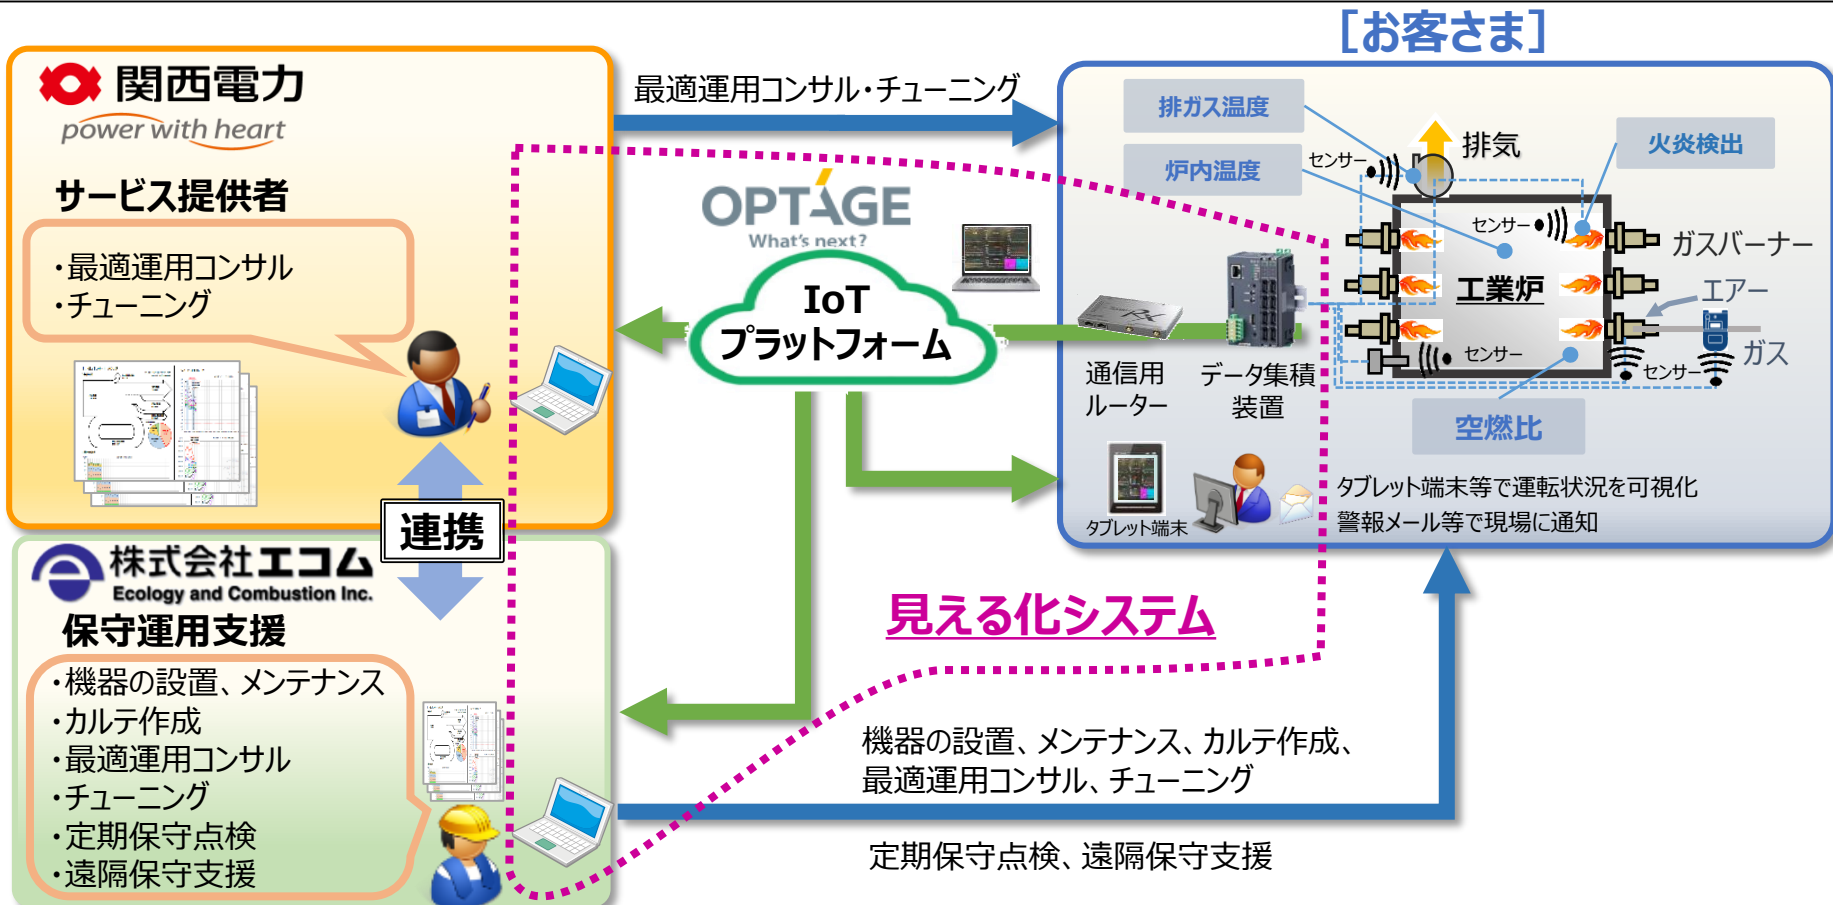 [お客さま]
関西電力
power with heart
サービス提供者
・最適運用コンサル
・チューニング
最適運用コンサル・チューニング
OPTAGE
What's next?
IoT
プラットフォーム
排ガス温度
炉内温度
センサー
排気
火炎検出
センサー
ガスバーナー
工業炉
エアー
ガス
センサー
センサー
空燃比
通信用
ルーター
データ集積
装置
タブレット端末
タブレット端末等で運転状況を可視化
警報メール等で現場に通知
連携
株式会社エコム
Ecology and Combustion Inc.
保守運用支援
・機器の設置、メンテナンス
・カルテ作成
・最適運用コンサル
・チューニング
・定期保守点検
・遠隔保守支援
見える化システム
機器の設置、メンテナンス、カルテ作成、
最適運用コンサル、チューニング
定期保守点検、遠隔保守支援